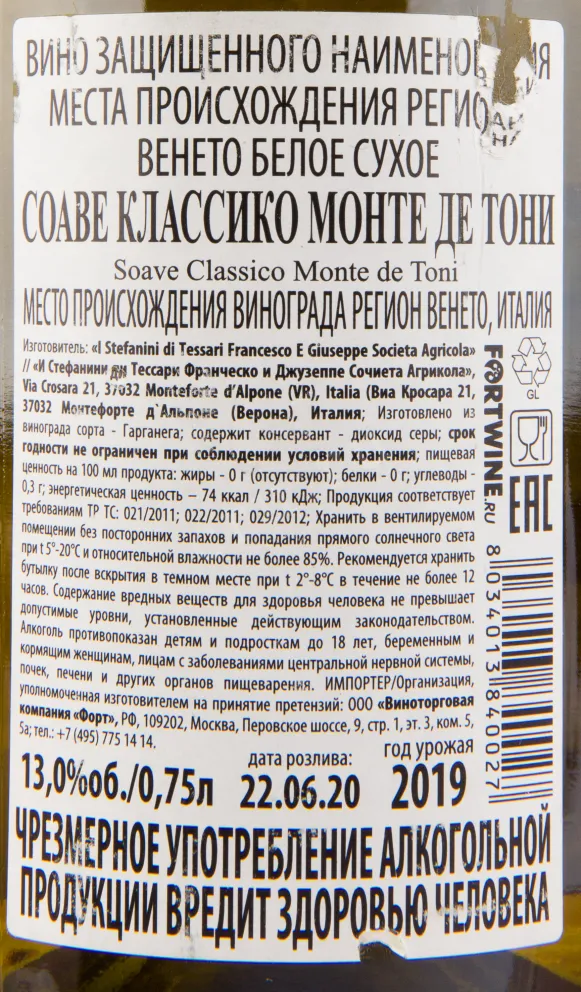 ВИНО ЗАЩИЩЕННОГО
МЕСТА ПРОИСХОЖДЕНИЯ
ВЕНЕТО БЕЛОЕ СУХОЕ
СОАВЕ КЛАССИКО МОНТЕ ДЕ ТОНИ
Soave Classico Monte de Toni
МЕСТО ПРОИСХОЖДЕНИЯ ВИНОГРАДА РЕГИОН ВЕНЕТО, ИТАЛИЯ
Изготовитель: «I Stefanini di Tessari Francesco E Giuseppe Societa Agricola»
// «И Стефанини ди Тессари Франческо и Джузеппе Сочиета Агрикола»,
Via Crosara 21, 37032 Monteforte d'Alpone (VR), Italia (Виа Кросара 21,
37032 Монтефорте д`Альпоне (Верона), Италия; Изготовлено из
винограда сорта - Гарганега; содержит консервант - диоксид серы; срок
годности не ограничен при соблюдении условий хранения; пищевая
ценность на 100 мл продукта: жиры - 0 г (отсутствуют); белки - 0 г; углеводы -
0,3 г; энергетическая ценность – 74 ккал / 310 кДж; Продукция соответствует
требованиям ТР ТС: 021/2011; 022/2011; 029/2012; Хранить в вентилируемом
помещении без посторонних запахов и попадания прямого солнечного света
при t 5°-20°C и относительной влажности не более 85%. Рекомендуется хранить
бутылку после вскрытия в темном месте при t 2°-8°C в течение не более 12
часов. Содержание вредных веществ для здоровья человека не превышает
допустимые уровни, установленные действующим законодательством.
Алкоголь противопоказан детям и подросткам до 18 лет, беременным и
кормящим женщинам, лицам с заболеваниями центральной нервной системы,
почек, печени и других органов пищеварения. ИМПОРТЕР/Организация,
уполномоченная изготовителем на принятие претензий: ООО «Виноторговая
компания «Форт», РФ, 109202, Москва, Перовское шоссе, 9, стр. 1, эт. 3, ком. 5,
5а; тел.: +7 (495) 775 14 14.
FORTWINE.RU
GL
EAC
8 034013 840027
13,0%об./0,75л
дата розлива:
22.06.20
год урожая
2019
ЧРЕЗМЕРНОЕ УПОТРЕБЛЕНИЕ АЛКОГОЛЬНОЙ
ПРОДУКЦИИ ВРЕДИТ ЗДОРОВЬЮ ЧЕЛОВЕКА